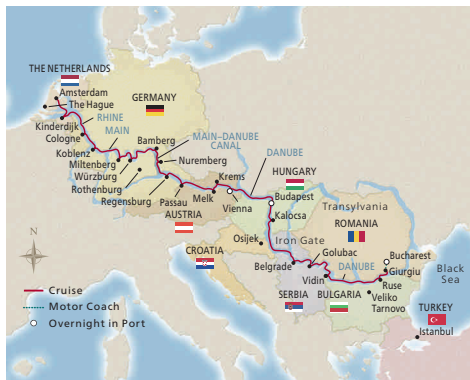 THE NETHERLANDS
Amsterdam
The Hague
GERMANY
Kinderdijk
RHINE
Cologne
MAIN
Koblenz
Bamberg
MAIN–DANUBE
CANAL
Miltenberg
Nuremberg
Würzburg
DANUBE
Rothenburg
Krems
HUNGARY
Regensburg
Passau
Melk
Vienna
Budapest
AUSTRIA
Kalocsa
Transylvania
ROMANIA
Osijek
CROATIA
Iron Gate
Golubac
Bucharest
Belgrade
DANUBE
Giurgiu
Black
Sea
Vidin
Ruse
N
SERBIA
BULGARIA
Veliko
Tarnovo
TURKEY
Istanbul
Cruise
Motor Coach
Overnight in Port